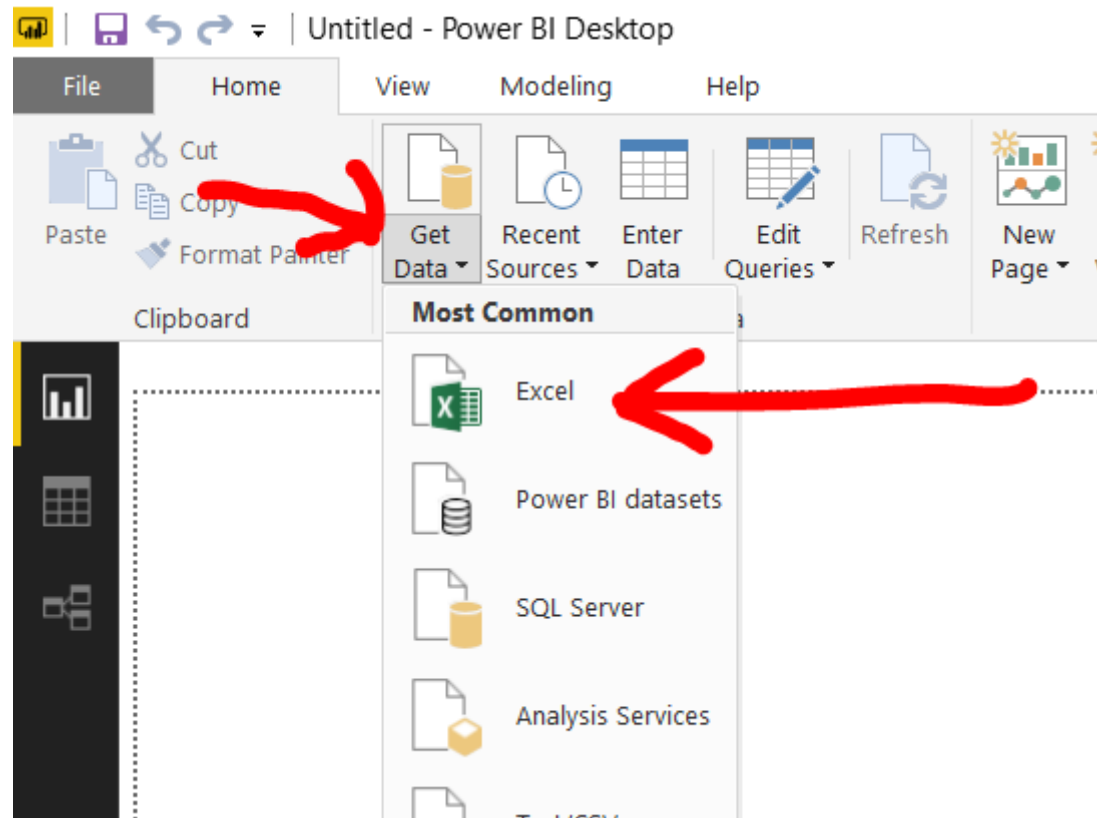 Untitled - Power BI Desktop
File Home View Modeling Help
Paste
Cut
Copy
Format Painter
Clipboard
Get
Data
Recent
Sources
Enter
Data
Edit
Queries
Refresh
New
Page
Most Common
Excel
Power BI datasets
SQL Server
Analysis Services